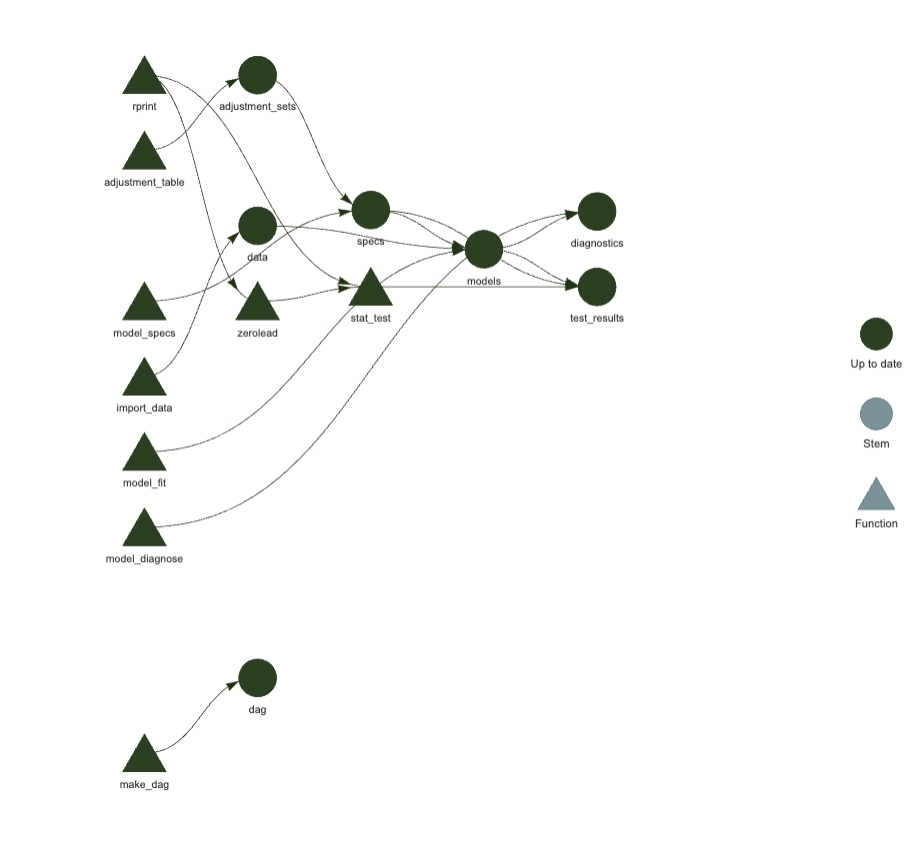 rprint
adjustment_sets
adjustment_table
specs
diagnostics
data
models
model_specs
zerolead
stat_test
test_results
Up to date
import_data
Stem
model_fit
Function
model_diagnose
dag
make_dag